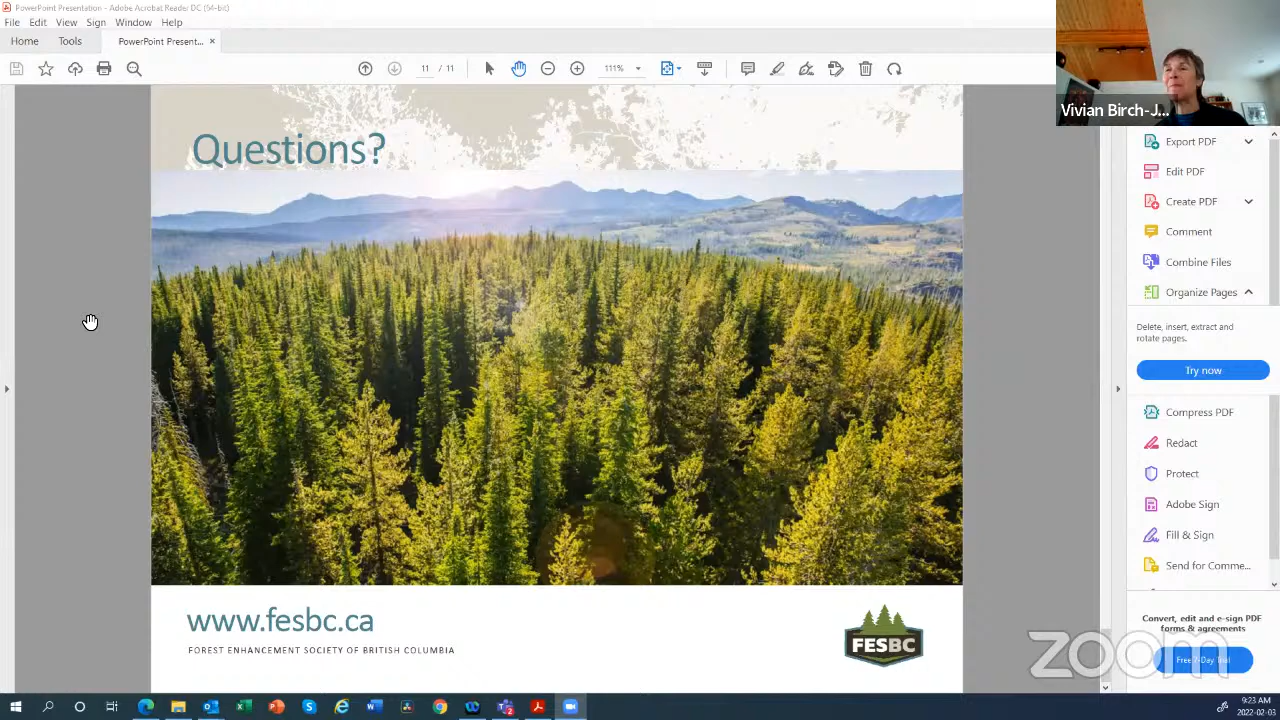 PowerPoint Presentation - Adobe Acrobat Reader DC (64-bit)
File Edit View Sign Window Help
Home Tools PowerPoint Present... ×
11 / 11 111%
Vivian Birch-J...
Questions?
Export PDF
Edit PDF
Create PDF
Comment
Combine Files
Organize Pages
Delete, insert, extract and
rotate pages.
Try now
Compress PDF
Redact
Protect
Adobe Sign
Fill & Sign
Send for Comme...
www.fesbc.ca
FOREST ENHANCEMENT SOCIETY OF BRITISH COLUMBIA
FESBC
Convert, edit and e-sign PDF
forms & agreements
Free 7-Day Trial
zoom
9:23 AM
2022-02-03